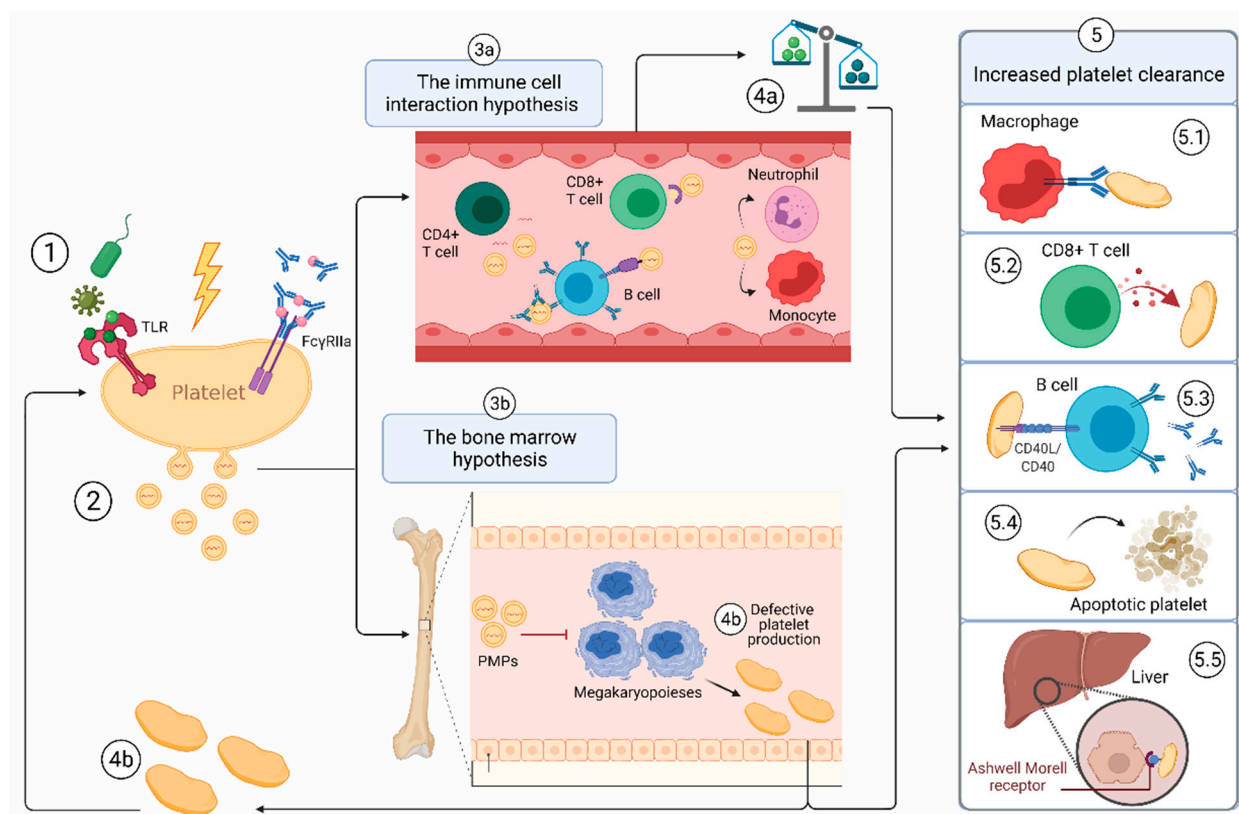 3a
The immune cell
interaction hypothesis
4a
5
Increased platelet clearance
Macrophage
5.1
CD8+
T cell
Neutrophil
CD4+
T cell
B cell
Monocyte
1
TLR
FcγRIIa
Platelet
2
5.2
CD8+ T cell
B cell
5.3
CD40L/
CD40
3b
The bone marrow
hypothesis
PMPs
Megakaryopoieses
4b
Defective
platelet
production
5.4
Apoptotic platelet
5.5
Liver
Ashwell Morell
receptor
4b